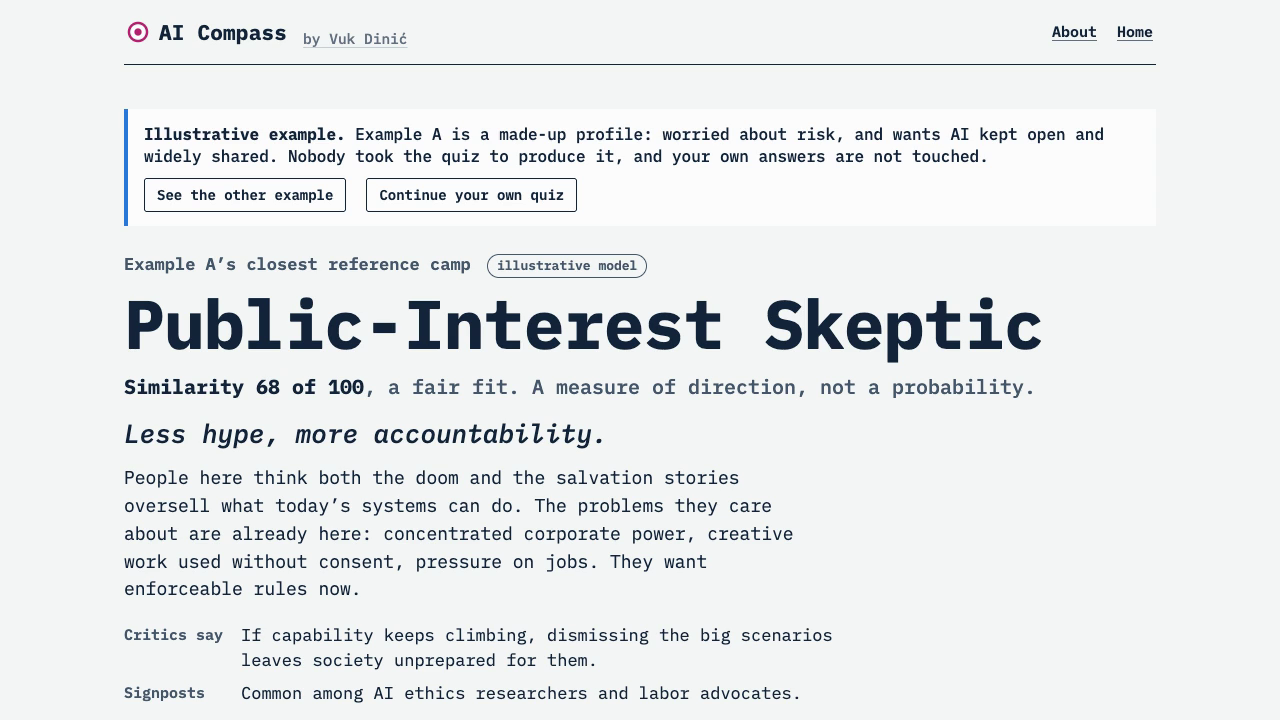 AI Compass by Vuk Dinić
About Home
Illustrative example. Example A is a made-up profile: worried about risk, and wants AI kept open and
widely shared. Nobody took the quiz to produce it, and your own answers are not touched.
See the other example Continue your own quiz
Example A’s closest reference camp illustrative model
Public-Interest Skeptic
Similarity 68 of 100, a fair fit. A measure of direction, not a probability.
Less hype, more accountability.
People here think both the doom and the salvation stories
oversell what today’s systems can do. The problems they care
about are already here: concentrated corporate power, creative
work used without consent, pressure on jobs. They want
enforceable rules now.
Critics say If capability keeps climbing, dismissing the big scenarios
leaves society unprepared for them.
Signposts Common among AI ethics researchers and labor advocates.